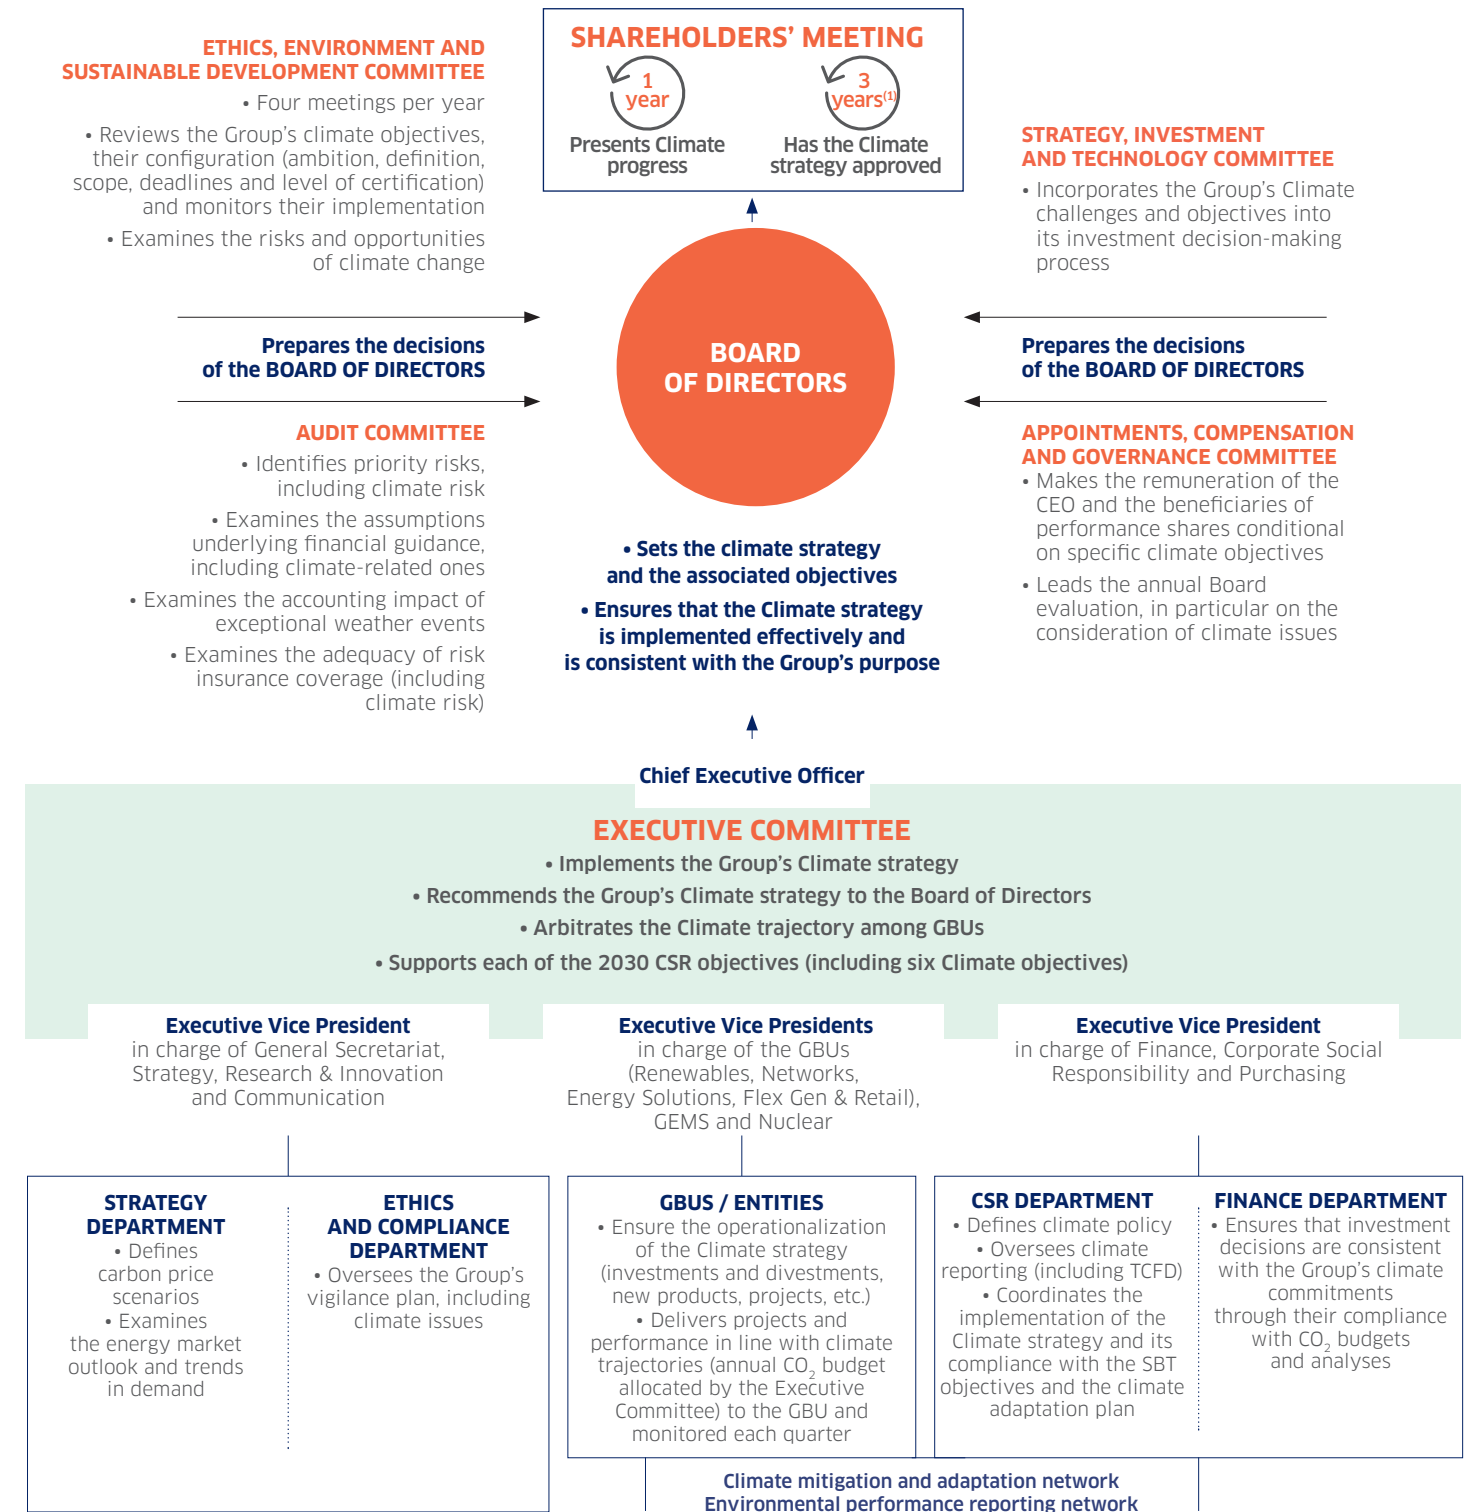 SHAREHOLDERS' MEETING
1
year
Presents Climate
progress
3
years(1)
Has the Climate
strategy approved
ETHICS, ENVIRONMENT AND
SUSTAINABLE DEVELOPMENT COMMITTEE
• Four meetings per year
• Reviews the Group's climate objectives,
their configuration (ambition, definition,
scope, deadlines and level of certification)
and monitors their implementation
• Examines the risks and opportunities
of climate change
Prepares the decisions
of the BOARD OF DIRECTORS
AUDIT COMMITTEE
• Identifies priority risks,
including climate risk
• Examines the assumptions
underlying financial guidance,
including climate-related ones
• Examines the accounting impact of
exceptional weather events
• Examines the adequacy of risk
insurance coverage (including
climate risk)
BOARD
OF DIRECTORS
• Sets the climate strategy
and the associated objectives
• Ensures that the Climate strategy
is implemented effectively and
is consistent with the Group's purpose
STRATEGY, INVESTMENT
AND TECHNOLOGY COMMITTEE
• Incorporates the Group's Climate
challenges and objectives into
its investment decision-making
process
Prepares the decisions
of the BOARD OF DIRECTORS
APPOINTMENTS, COMPENSATION
AND GOVERNANCE COMMITTEE
• Makes the remuneration of the
CEO and the beneficiaries of
performance shares conditional
on specific climate objectives
• Leads the annual Board
evaluation, in particular on the
consideration of climate issues
Chief Executive Officer
EXECUTIVE COMMITTEE
• Implements the Group's Climate strategy
• Recommends the Group's Climate strategy to the Board of Directors
• Arbitrates the Climate trajectory among GBUs
• Supports each of the 2030 CSR objectives (including six Climate objectives)
Executive Vice President
in charge of General Secretariat,
Strategy, Research & Innovation
and Communication
Executive Vice Presidents
in charge of the GBUs
(Renewables, Networks,
Energy Solutions, Flex Gen & Retail),
GEMS and Nuclear
Executive Vice President
in charge of Finance, Corporate Social
Responsibility and Purchasing
STRATEGY
DEPARTMENT
• Defines
carbon price
scenarios
• Examines
the energy market
outlook and trends
in demand
ETHICS
AND COMPLIANCE
DEPARTMENT
• Oversees the Group's
vigilance plan, including
climate issues
GBUS / ENTITIES
• Ensure the operationalization
of the Climate strategy
(investments and divestments,
new products, projects, etc.)
• Delivers projects and
performance in line with climate
trajectories (annual CO2 budget
allocated by the Executive
Committee) to the GBU and
monitored each quarter
CSR DEPARTMENT
• Defines climate policy
• Oversees climate
reporting (including TCFD)
• Coordinates the
implementation of the
Climate strategy and its
compliance with the SBT
objectives and the climate
adaptation plan
FINANCE DEPARTMENT
• Ensures that investment
decisions are consistent
with the Group's climate
commitments
through their compliance
with CO2 budgets
and analyses
Climate mitigation and adaptation network
Environmental performance reporting network